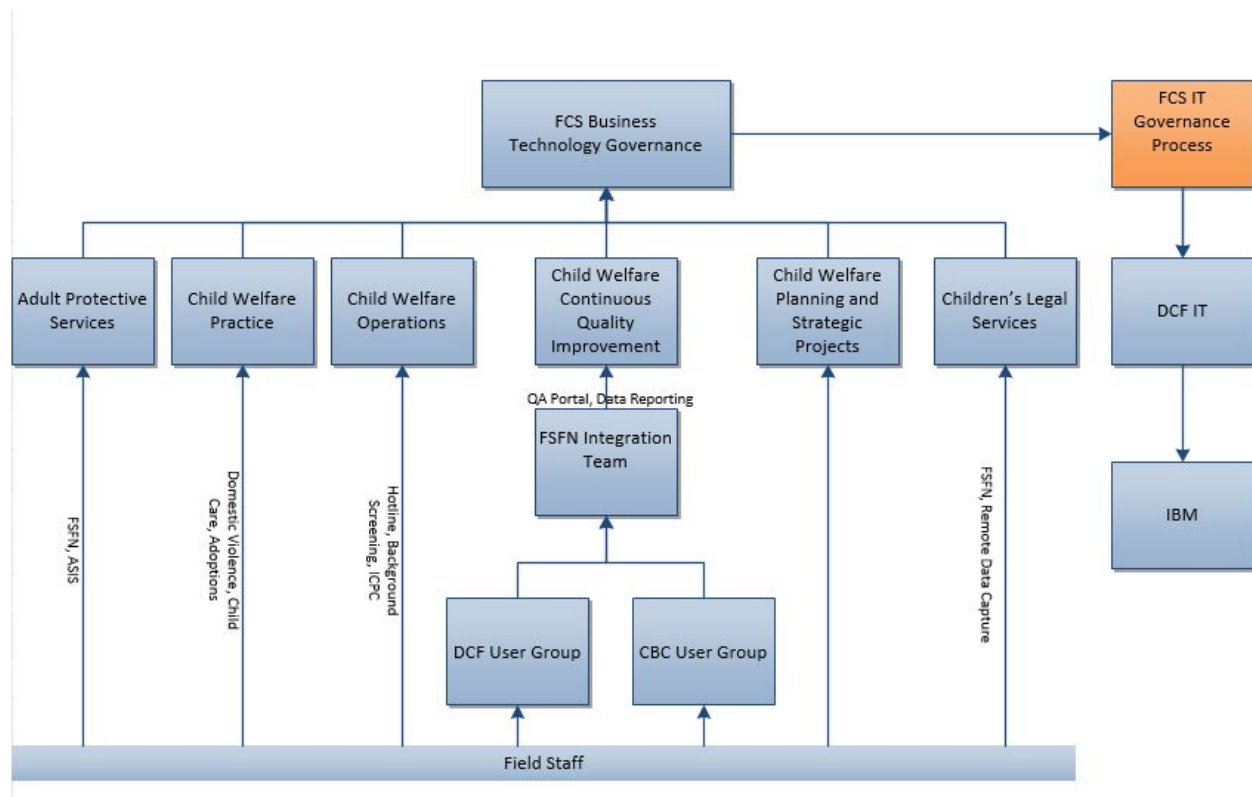 FCS Business
Technology Governance
FCS IT
Governance
Process
Adult Protective
Services
Child Welfare
Practice
Child Welfare
Operations
Child Welfare
Continuous
Quality
Improvement
Child Welfare
Planning and
Strategic
Projects
Children’s Legal
Services
DCF IT
QA Portal, Data Reporting
FSFN Integration
Team
IBM
FSFN, ASIS
Domestic Violence, Child
Care, Adoptions
Hotline, Background
Screening, ICPC
FSFN, Remote Data Capture
DCF User Group
CBC User Group
Field Staff